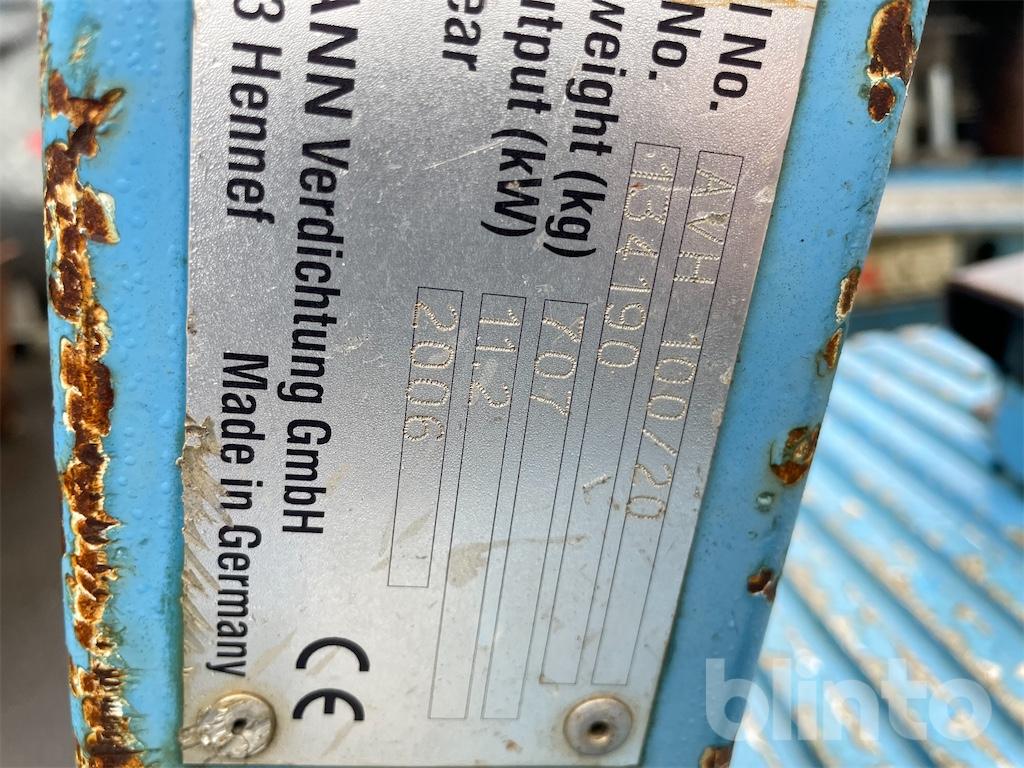 l No. AVH 100/20
No. 134190
weight (kg) 707
utput (kW) 11.2
ear 2006
ANN Verdichtung GmbH
3 Hennef Made in Germany
CE
blinto